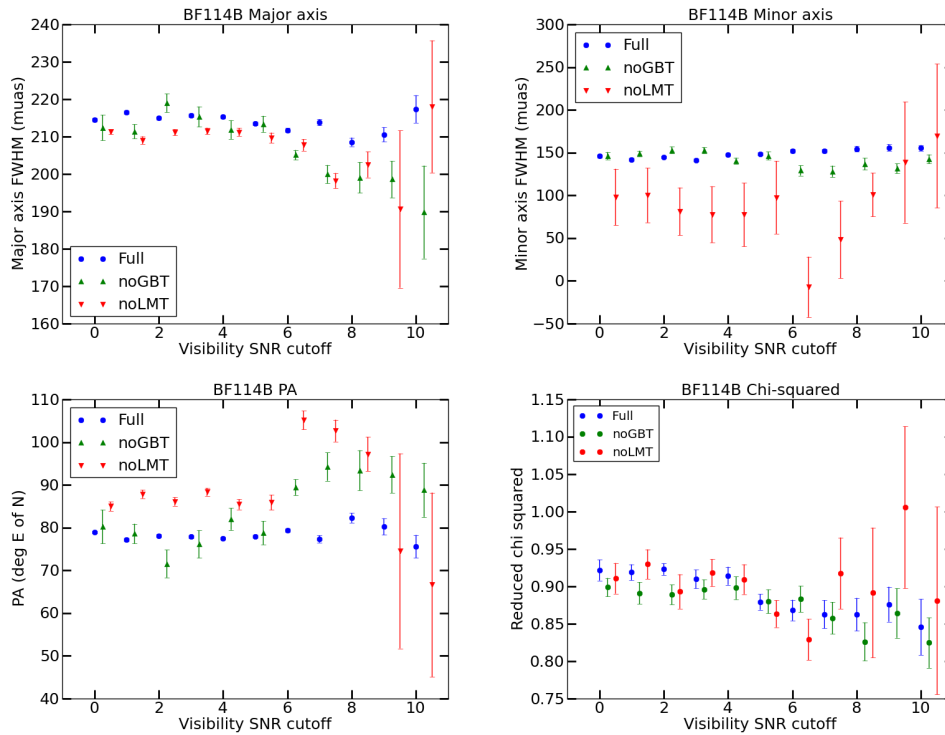 BF114B Major axis
240
230
220
210
200
190
180
170
160
Major axis FWHM (muas)
Full
noGBT
noLMT
0 2 4 6 8 10
Visibility SNR cutoff
BF114B Minor axis
300
250
200
150
100
50
0
−50
Minor axis FWHM (muas)
Full
noGBT
noLMT
0 2 4 6 8 10
Visibility SNR cutoff
BF114B PA
110
100
90
80
70
60
50
40
PA (deg E of N)
Full
noGBT
noLMT
0 2 4 6 8 10
Visibility SNR cutoff
BF114B Chi-squared
1.15
1.10
1.05
1.00
0.95
0.90
0.85
0.80
0.75
Reduced chi squared
Full
noGBT
noLMT
0 2 4 6 8 10
Visibility SNR cutoff